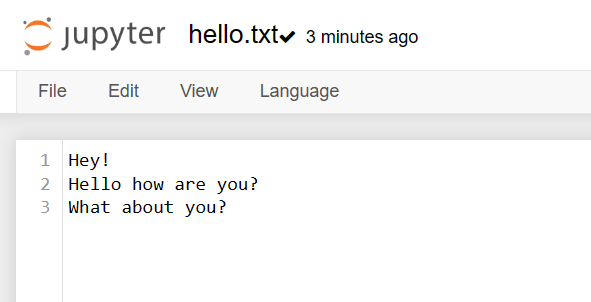 jupyter hello.txt 3 minutes ago
File Edit View Language
1 Hey!
2 Hello how are you?
3 What about you?